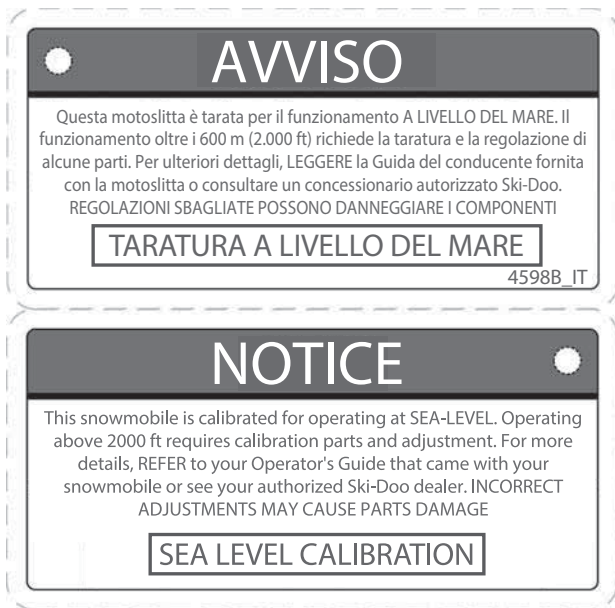 AVVISO
Questa motoslitta è tarata per il funzionamento A LIVELLO DEL MARE. Il
funzionamento oltre i 600 m (2.000 ft) richiede la taratura e la regolazione di
alcune parti. Per ulteriori dettagli, LEGGERE la Guida del conducente fornita
con la motoslitta o consultare un concessionario autorizzato Ski-Doo.
REGOLAZIONI SBAGLIATE POSSONO DANNEGGIARE I COMPONENTI
TARATURA A LIVELLO DEL MARE
4598B_IT
NOTICE
This snowmobile is calibrated for operating at SEA-LEVEL. Operating
above 2000 ft requires calibration parts and adjustment. For more
details, REFER to your Operator's Guide that came with your
snowmobile or see your authorized Ski-Doo dealer. INCORRECT
ADJUSTMENTS MAY CAUSE PARTS DAMAGE
SEA LEVEL CALIBRATION